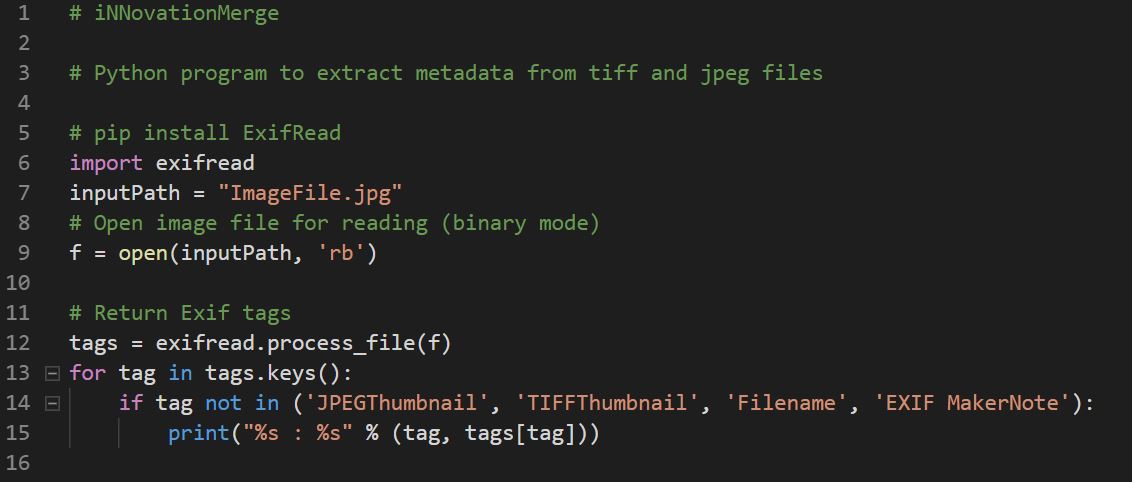 1 # iNNovationMerge
2
3 # Python program to extract metadata from tiff and jpeg files
4
5 # pip install ExifRead
6 import exifread
7 inputPath = "ImageFile.jpg"
8 # Open image file for reading (binary mode)
9 f = open(inputPath, 'rb')
10
11 # Return Exif tags
12 tags = exifread.process_file(f)
13 for tag in tags.keys():
14     if tag not in ('JPEGThumbnail', 'TIFFThumbnail', 'Filename', 'EXIF MakerNote'):
15         print("%s : %s" % (tag, tags[tag]))
16